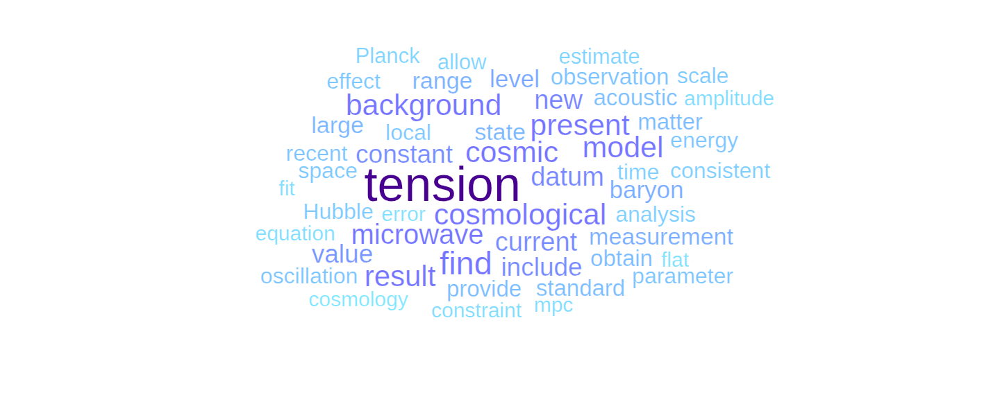 Planck allow estimate
effect range level observation scale
background new acoustic amplitude
large local state present matter
recent constant cosmic model energy
space tension datum time consistent
fit baryon
Hubble error cosmological analysis
equation microwave current measurement
value find include obtain flat
oscillation result provide standard parameter
cosmology constraint mpc